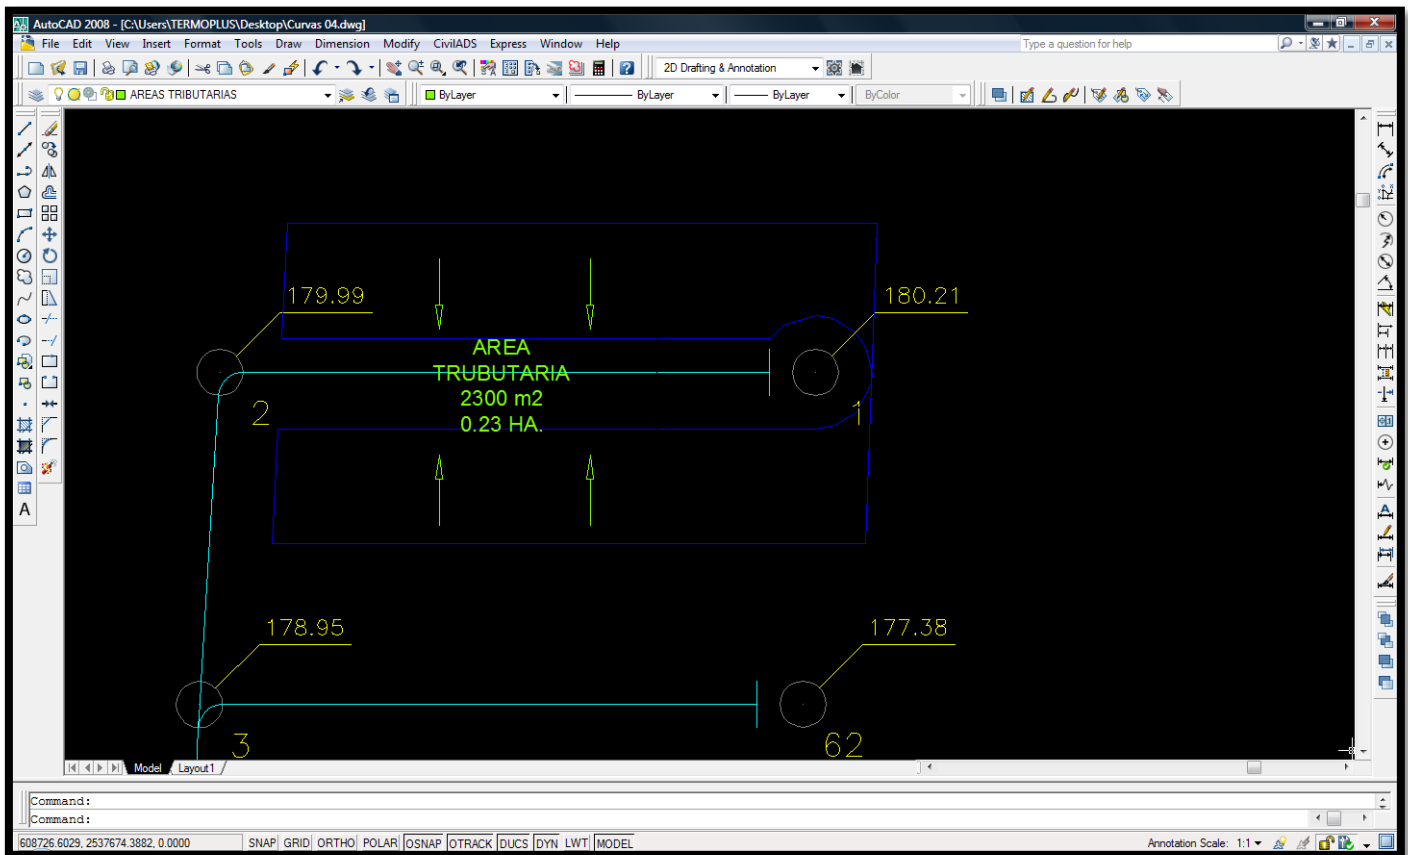 AutoCAD 2008 - [C:\Users\TERMOPLUS\Desktop\Curvas 04.dwg]
File Edit View Insert Format Tools Draw Dimension Modify CivilADS Express Window Help Type a question for help
2D Drafting & Annotation
AREAS TRIBUTARIAS ByLayer ByLayer ByLayer ByColor
179.99 180.21
AREA
TRUBUTARIA
2300 m2
0.23 HA.
2 1
178.95 177.38
3 62
Model Layout1
Command:
Command:
608726.6029, 2537674.3882, 0.0000 SNAP GRID ORTHO POLAR OSNAP OTRACK DUCS DYN LWT MODEL Annotation Scale: 1:1